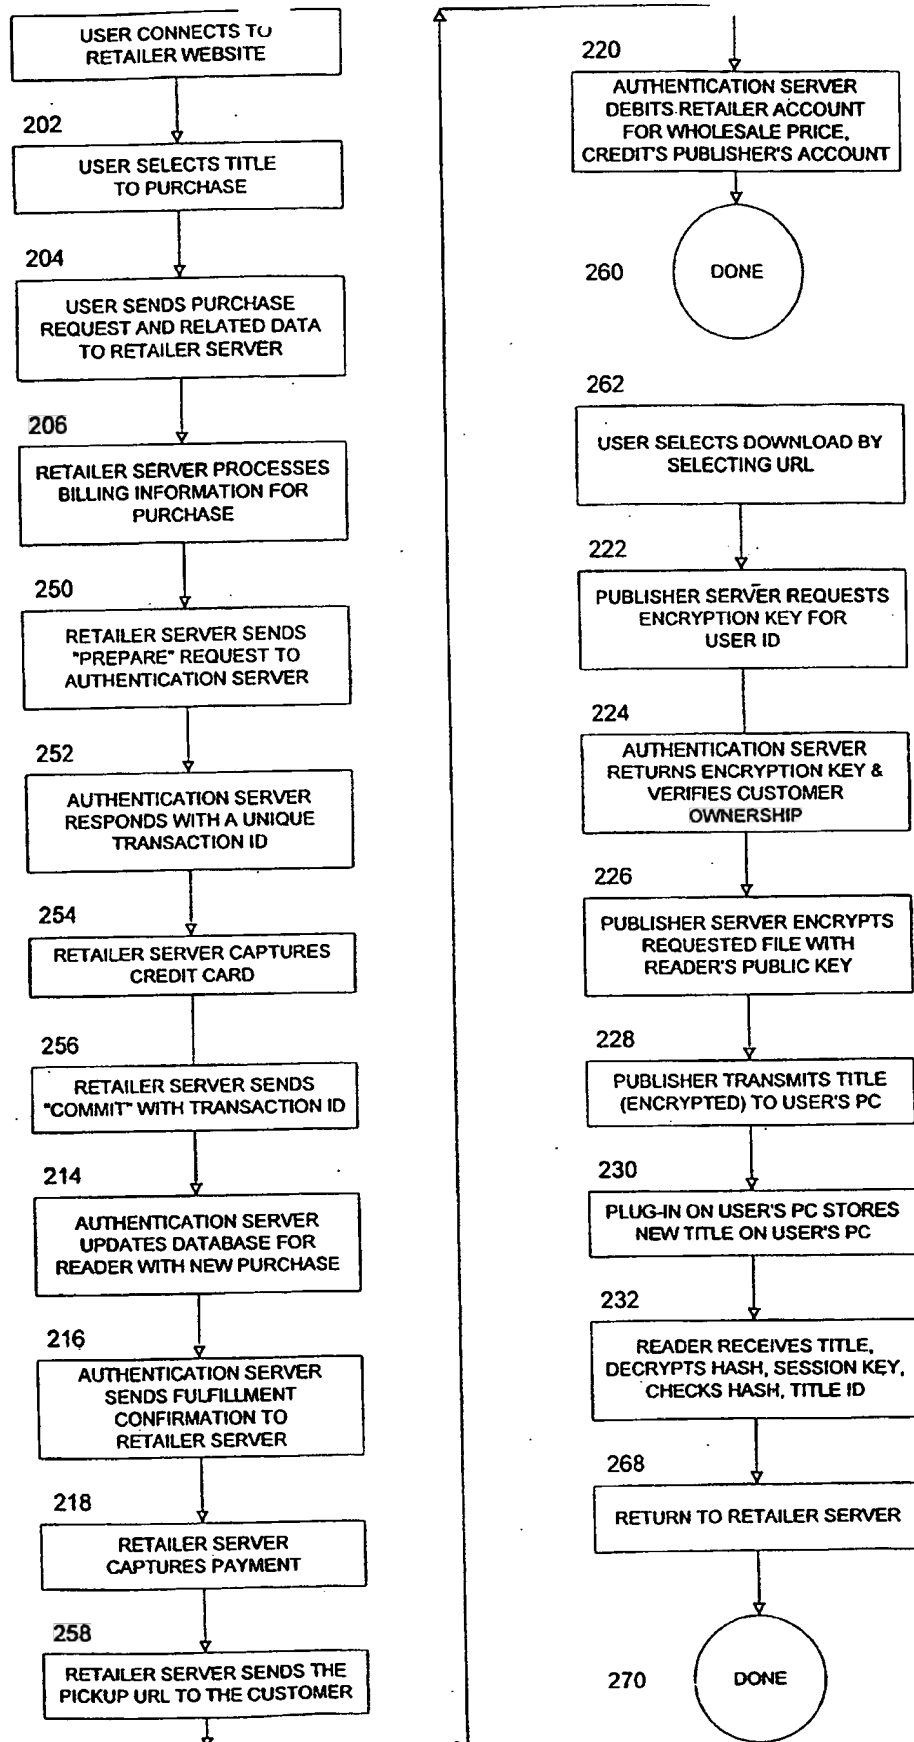 USER CONNECTS TO
RETAILER WEBSITE
202
USER SELECTS TITLE
TO PURCHASE
204
USER SENDS PURCHASE
REQUEST AND RELATED DATA
TO RETAILER SERVER
206
RETAILER SERVER PROCESSES
BILLING INFORMATION FOR
PURCHASE
250
RETAILER SERVER SENDS
"PREPARE" REQUEST TO
AUTHENTICATION SERVER
252
AUTHENTICATION SERVER
RESPONDS WITH A UNIQUE
TRANSACTION ID
254
RETAILER SERVER CAPTURES
CREDIT CARD
256
RETAILER SERVER SENDS
"COMMIT" WITH TRANSACTION ID
214
AUTHENTICATION SERVER
UPDATES DATABASE FOR
READER WITH NEW PURCHASE
216
AUTHENTICATION SERVER
SENDS FULFILLMENT
CONFIRMATION TO
RETAILER SERVER
218
RETAILER SERVER
CAPTURES PAYMENT
258
RETAILER SERVER SENDS THE
PICKUP URL TO THE CUSTOMER
220
AUTHENTICATION SERVER
DEBITS RETAILER ACCOUNT
FOR WHOLESALE PRICE,
CREDIT'S PUBLISHER'S ACCOUNT
260
DONE
262
USER SELECTS DOWNLOAD BY
SELECTING URL
222
PUBLISHER SERVER REQUESTS
ENCRYPTION KEY FOR
USER ID
224
AUTHENTICATION SERVER
RETURNS ENCRYPTION KEY &
VERIFIES CUSTOMER
OWNERSHIP
226
PUBLISHER SERVER ENCRYPTS
REQUESTED FILE WITH
READER'S PUBLIC KEY
228
PUBLISHER TRANSMITS TITLE
(ENCRYPTED) TO USER'S PC
230
PLUG-IN ON USER'S PC STORES
NEW TITLE ON USER'S PC
232
READER RECEIVES TITLE,
DECRYPTS HASH, SESSION KEY,
CHECKS HASH, TITLE ID
268
RETURN TO RETAILER SERVER
270
DONE